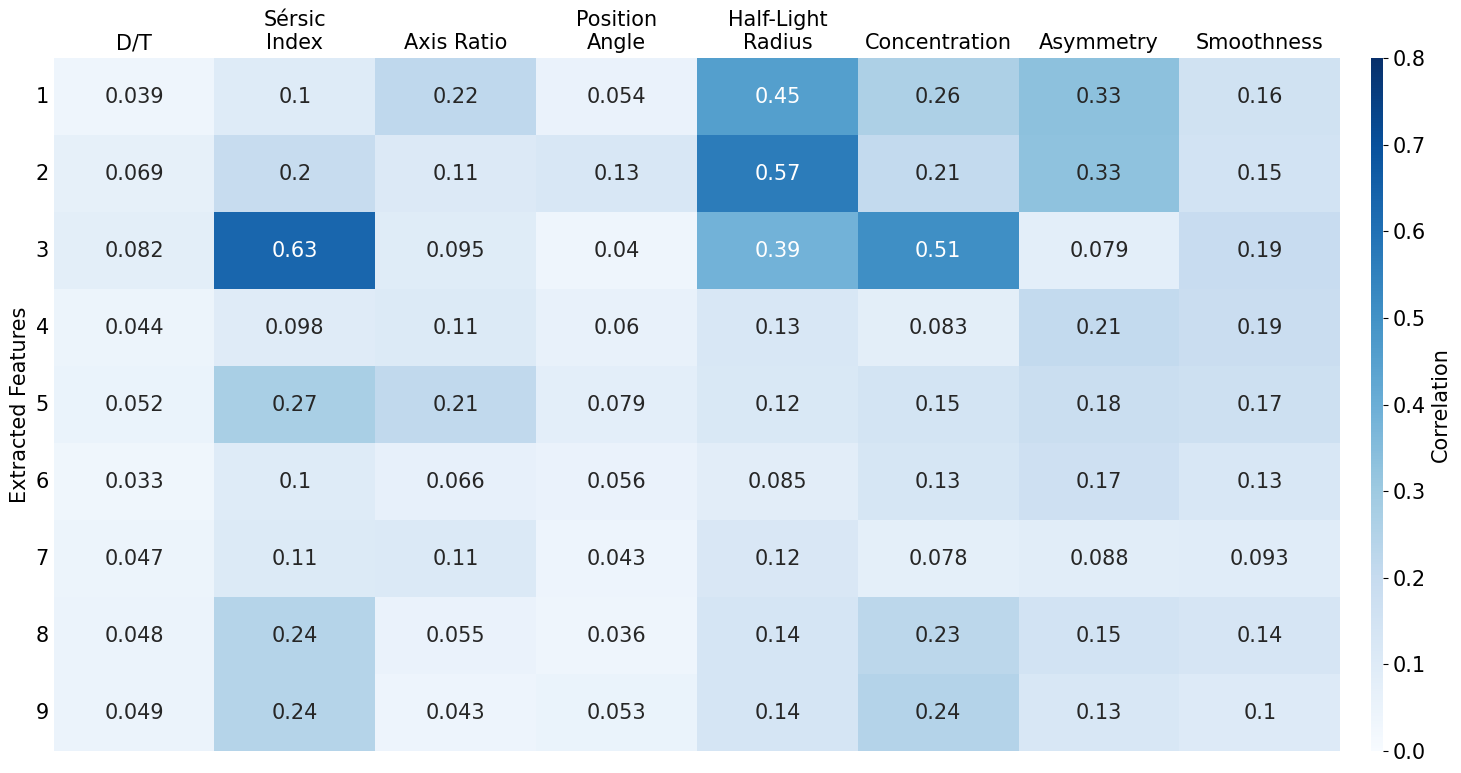 Sérsic
Index
Position
Angle
Half-Light
Radius
D/T
Axis Ratio
Concentration
Asymmetry
Smoothness
1 0.039 0.1 0.22 0.054 0.45 0.26 0.33 0.16
2 0.069 0.2 0.11 0.13 0.57 0.21 0.33 0.15
3 0.082 0.63 0.095 0.04 0.39 0.51 0.079 0.19
4 0.044 0.098 0.11 0.06 0.13 0.083 0.21 0.19
5 0.052 0.27 0.21 0.079 0.12 0.15 0.18 0.17
6 0.033 0.1 0.066 0.056 0.085 0.13 0.17 0.13
7 0.047 0.11 0.11 0.043 0.12 0.078 0.088 0.093
8 0.048 0.24 0.055 0.036 0.14 0.23 0.15 0.14
9 0.049 0.24 0.043 0.053 0.14 0.24 0.13 0.1
Extracted Features
0.8
0.7
0.6
0.5
0.4
0.3
0.2
0.1
0.0
Correlation